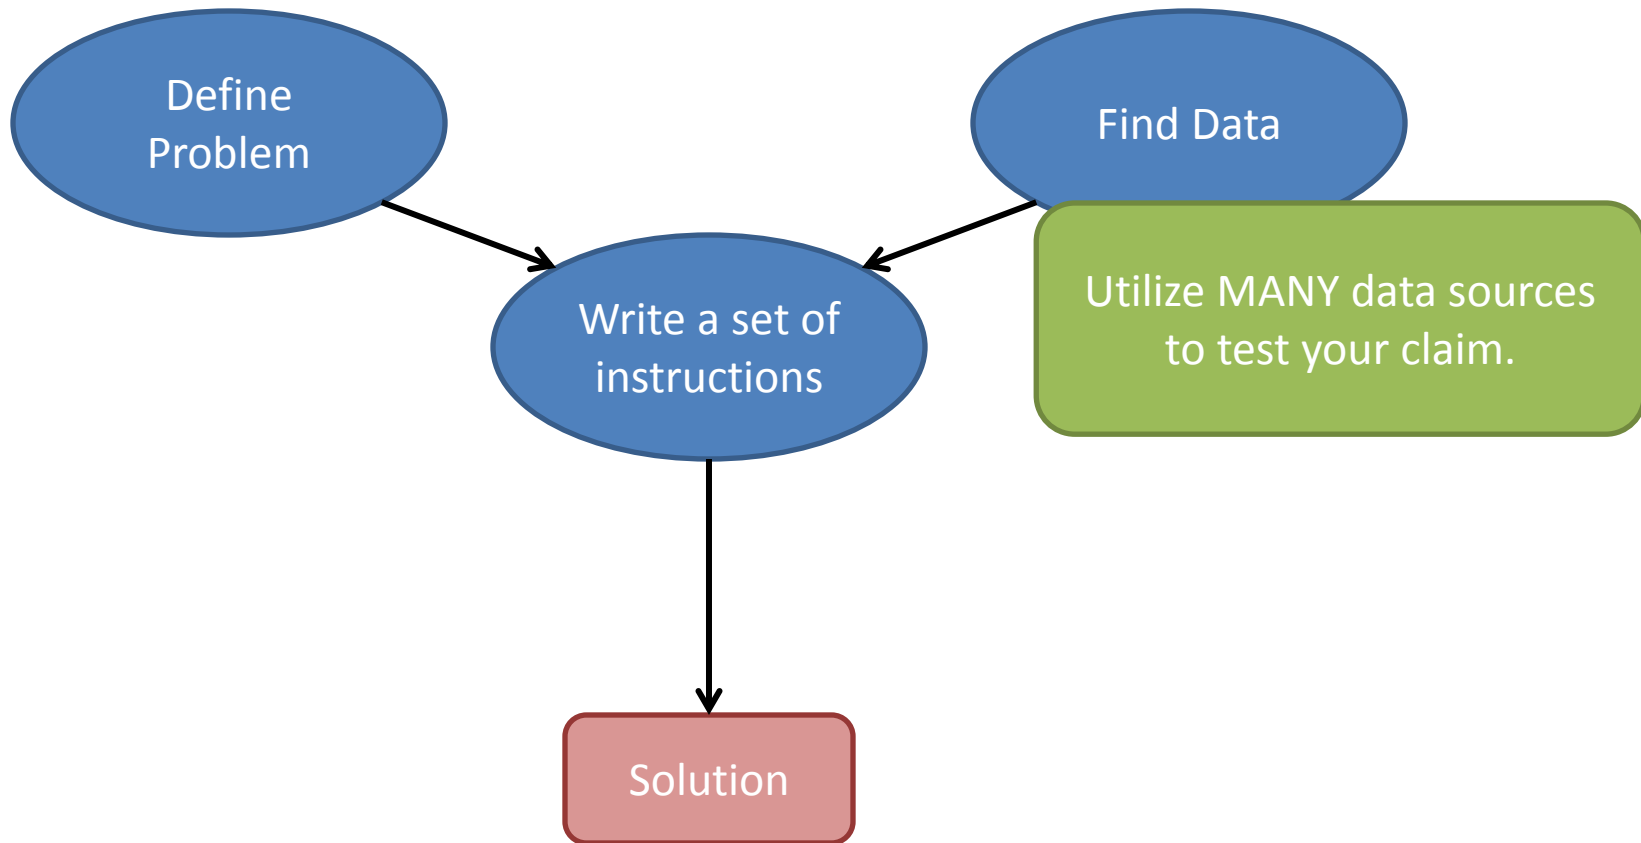 Define
Problem
Find Data
Write a set of
instructions
Utilize MANY data sources
to test your claim.
Solution